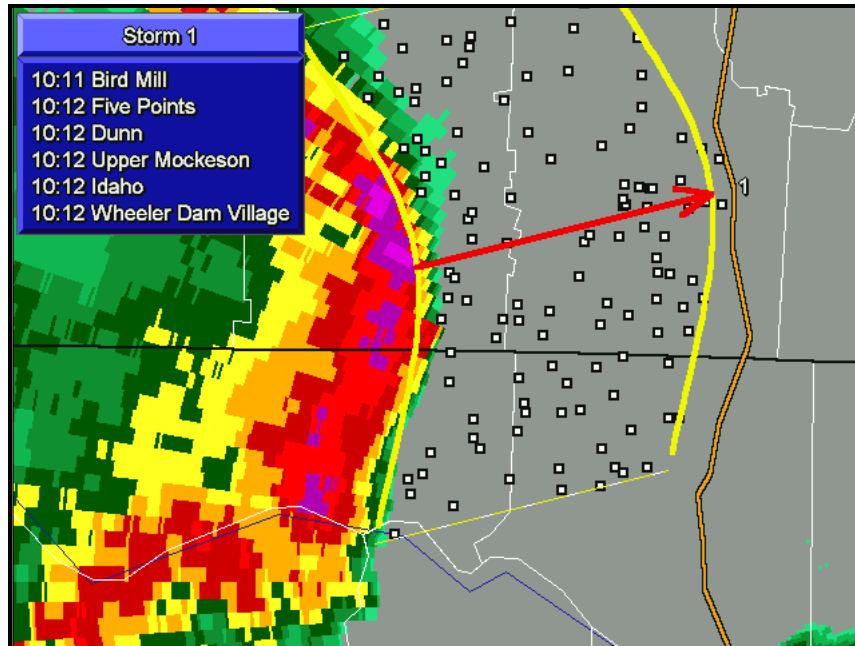 Storm 1
10:11 Bird Mill
10:12 Five Points
10:12 Dunn
10:12 Upper Mockeson
10:12 Idaho
10:12 Wheeler Dam Village
1